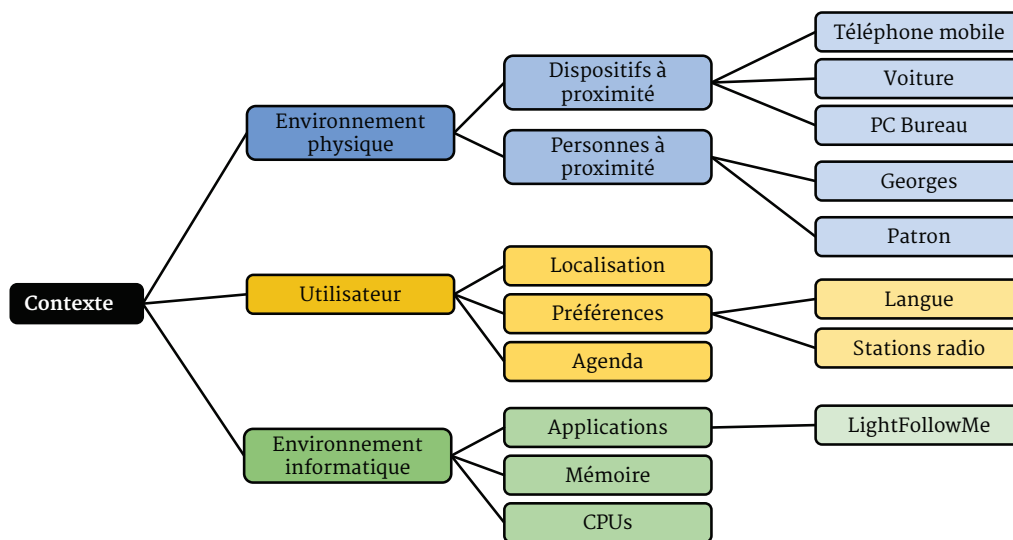 Contexte
Environnement
physique
Dispositifs à
proximité
Téléphone mobile
Voiture
PC Bureau
Personnes à
proximité
Georges
Patron
Utilisateur
Localisation
Préférences
Langue
Stations radio
Agenda
Environnement
informatique
Applications
LightFollowMe
Mémoire
CPUs